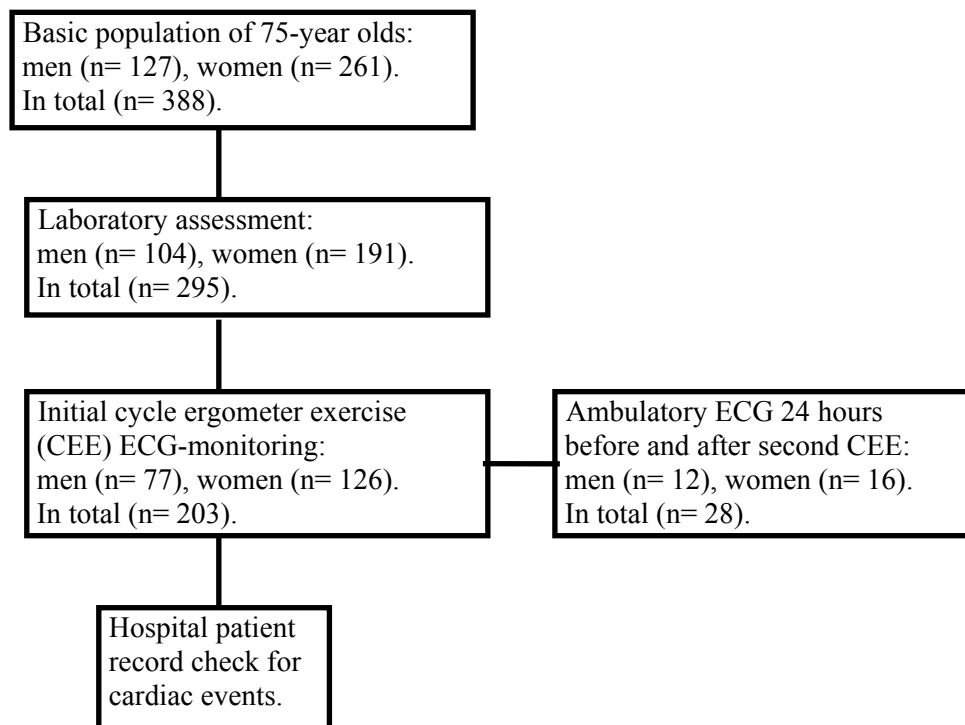 Basic population of 75-year olds:
men (n= 127), women (n= 261).
In total (n= 388).
Laboratory assessment:
men (n= 104), women (n= 191).
In total (n= 295).
Initial cycle ergometer exercise
(CEE) ECG-monitoring:
men (n= 77), women (n= 126).
In total (n= 203).
Ambulatory ECG 24 hours
before and after second CEE:
men (n= 12), women (n= 16).
In total (n= 28).
Hospital patient
record check for
cardiac events.